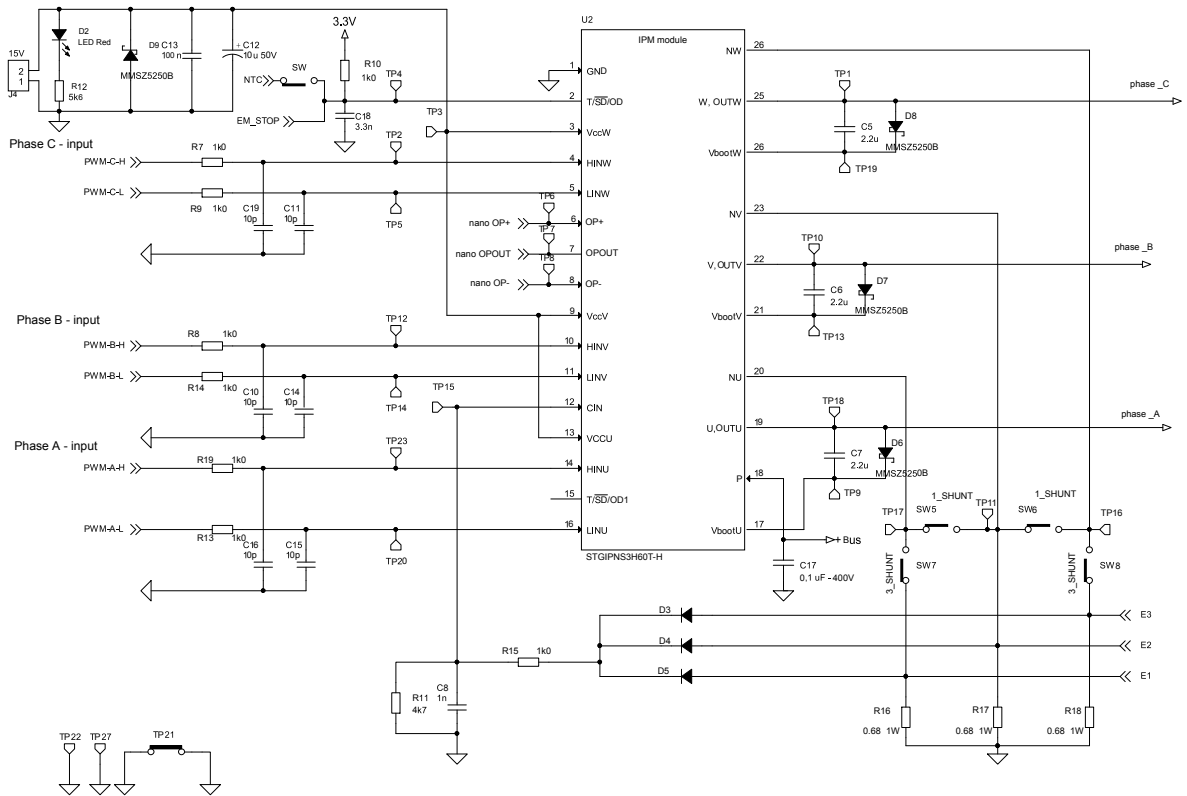 U2
IPM module
STGIPNS3H60T-H
15V
2
1
J4
D2
LED Red
R12
5k6
D9
MMSZ5250B
C13
100 n
C12
+
10u 50V
3.3V
R10
1k0
SW
NTC
EM_STOP
C18
3.3n
TP4
TP3
Phase C - input
PWM-C-H
R7 1k0
PWM-C-L
R9 1k0
C19
10p
C11
10p
TP2
TP5
nano OP+
TP6
nano OPOUT
TP7
nano OP-
TP8
Phase B - input
PWM-B-H
R8 1k0
PWM-B-L
R14 1k0
C10
10p
C14
10p
TP12
TP14
TP15
Phase A - input
PWM-A-H
R19 1k0
PWM-A-L
R13 1k0
C16
10p
C15
10p
TP23
TP20
1 GND
2 T/SD/OD
3 VccW
4 HINW
5 LINW
6 OP+
7 OPOUT
8 OP-
9 VccV
10 HINV
11 LINV
12 CIN
13 VCCU
14 HINU
15 T/SD/OD1
16 LINU
NW 26
W, OUTW 25
VbootW 26
NV 23
V, OUTV 22
VbootV 21
NU 20
U,OUTU 19
P 18
VbootU 17
TP1
C5
2.2u
D8
MMSZ5250B
TP19
phase _C
TP10
C6
2.2u
D7
MMSZ5250B
TP13
phase _B
TP18
C7
2.2u
D6
MMSZ5250B
TP9
phase _A
+ Bus
C17
0,1 uF - 400V
TP17
1_SHUNT
SW5
TP11
1_SHUNT
SW6
TP16
3_SHUNT
SW7
3_SHUNT
SW8
D3
E3
D4
E2
D5
E1
R15 1k0
R11
4k7
C8
1n
R16
0.68 1W
R17
0.68 1W
R18
0.68 1W
TP22
TP27
TP21